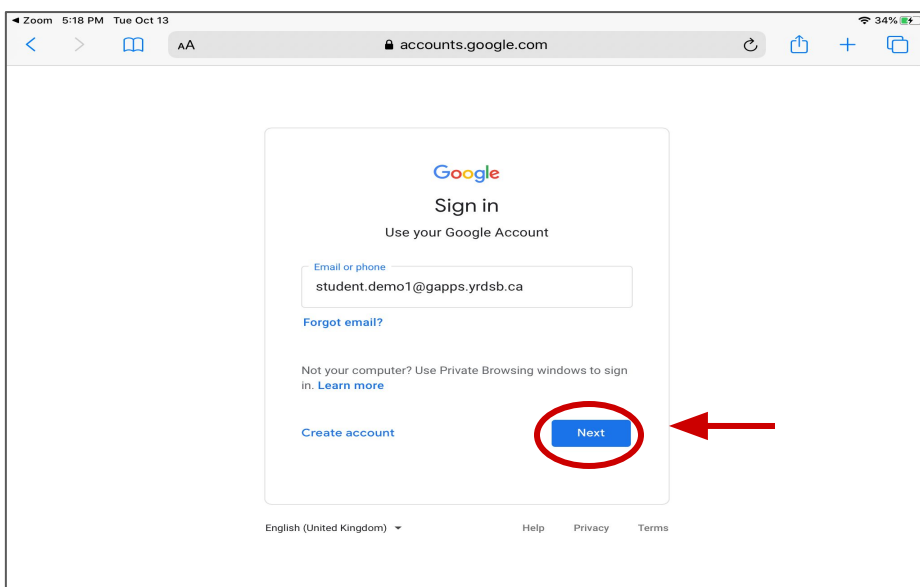 ◄ Zoom 5:18 PM Tue Oct 13 34%
AA accounts.google.com
Google
Sign in
Use your Google Account
Email or phone
student.demo1@gapps.yrdsb.ca
Forgot email?
Not your computer? Use Private Browsing windows to sign
in. Learn more
Create account Next
English (United Kingdom) Help Privacy Terms